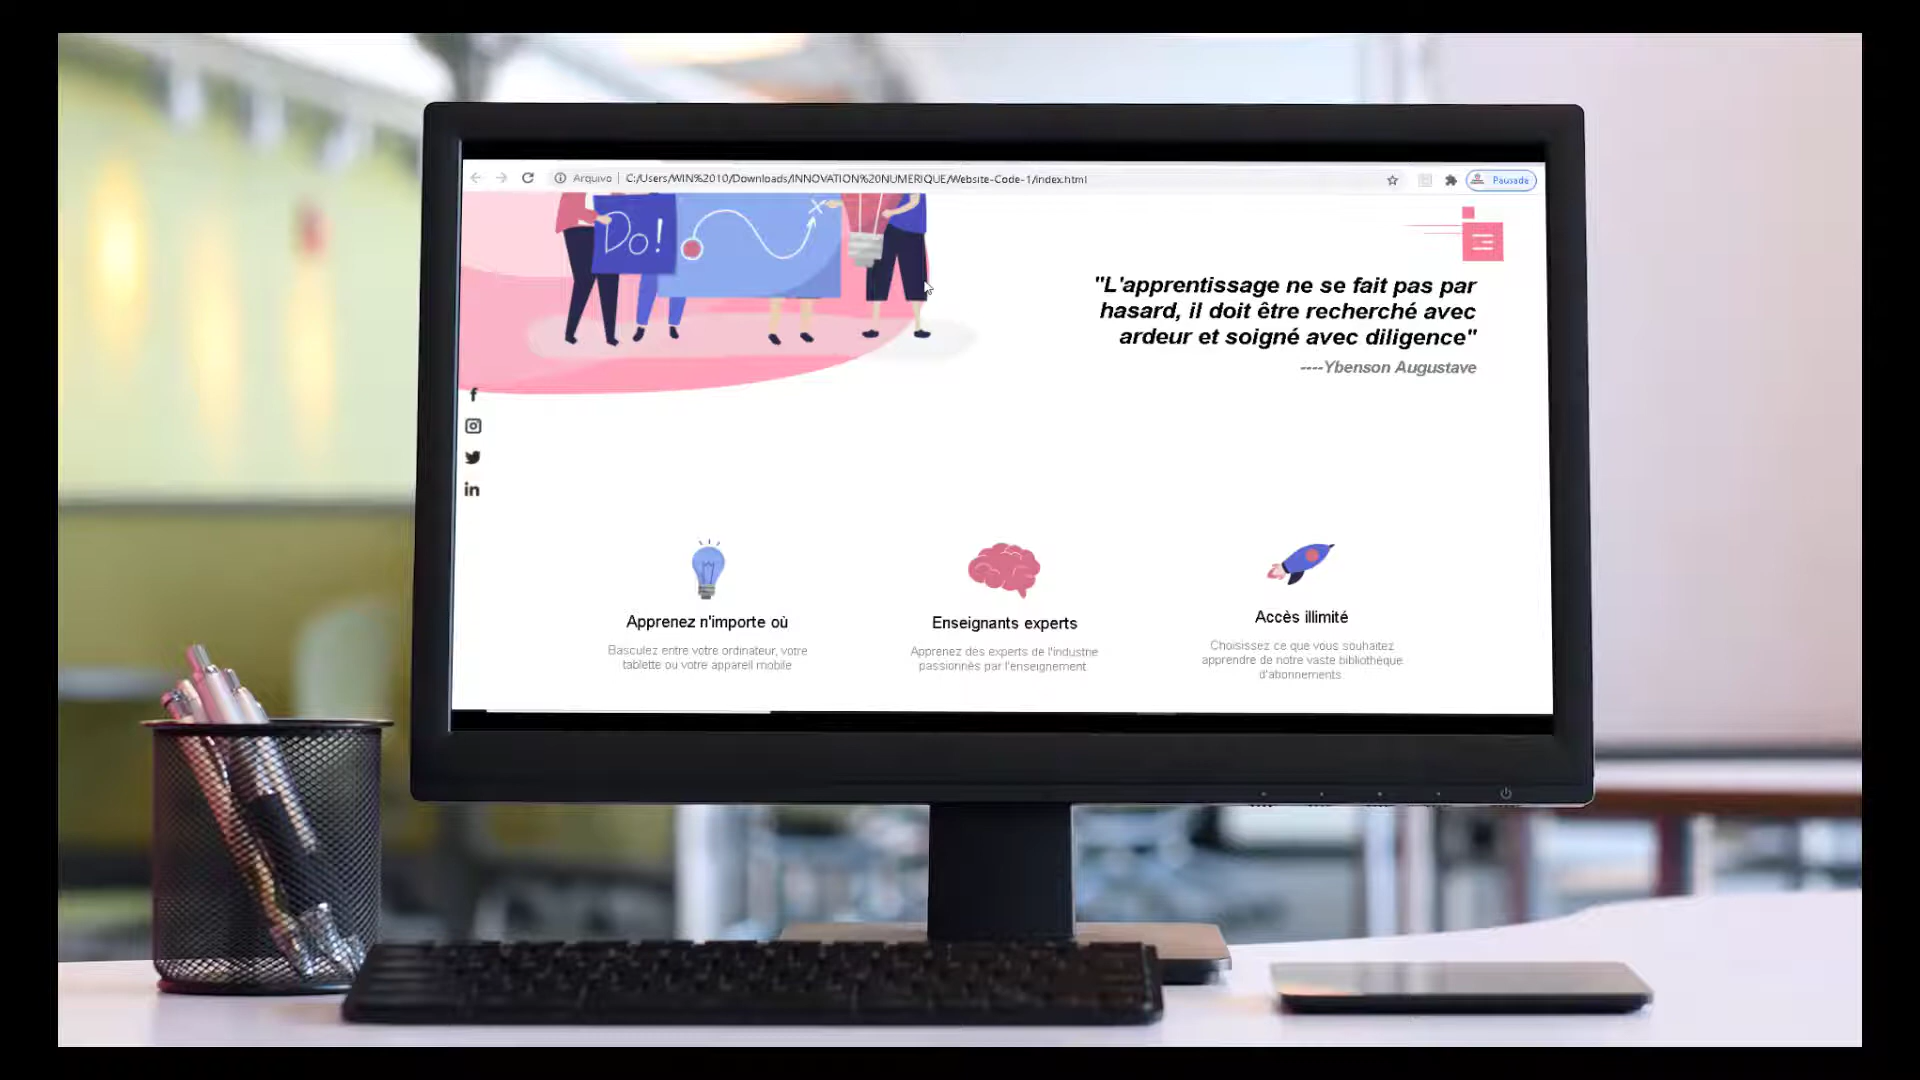 Arquivo | C:/Users/WIN%2010/Downloads/INNOVATION%20NUMERIQUE/Website-Code-1/index.html
Pausada
Do!
"L'apprentissage ne se fait pas par
hasard, il doit être recherché avec
ardeur et soigné avec diligence"
----Ybenson Augustave
Apprenez n'importe où
Basculez entre votre ordinateur, votre
tablette ou votre appareil mobile
Enseignants experts
Apprenez des experts de l'industrie
passionnés par l'enseignement
Accès illimité
Choisissez ce que vous souhaitez
apprendre de notre vaste bibliothèque
d'abonnements